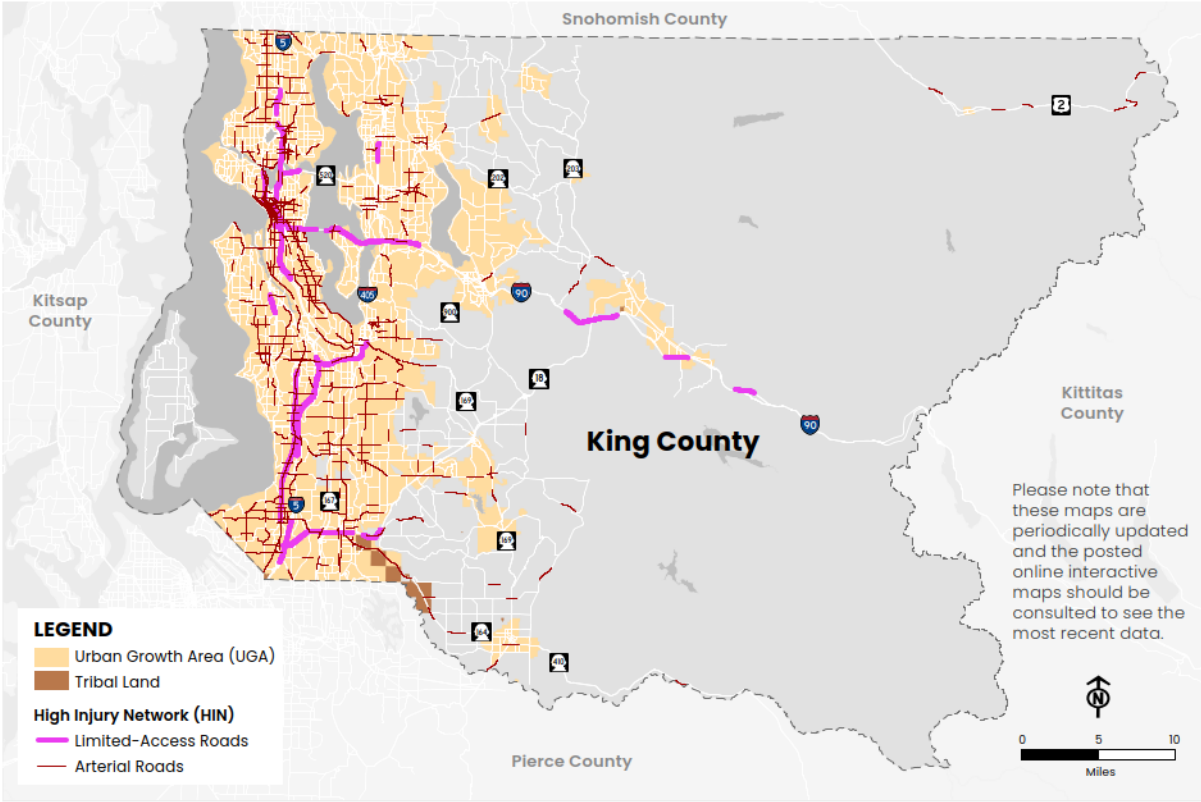 Snohomish County
5
2
520
202
203
Kitsap
County
405
90
900
18
169
90
Kittitas
County
King County
167
5
169
Please note that
these maps are
periodically updated
and the posted
online interactive
maps should be
consulted to see the
most recent data.
164
410
LEGEND
Urban Growth Area (UGA)
Tribal Land
High Injury Network (HIN)
Limited-Access Roads
Arterial Roads
Pierce County
N
0 5 10
Miles